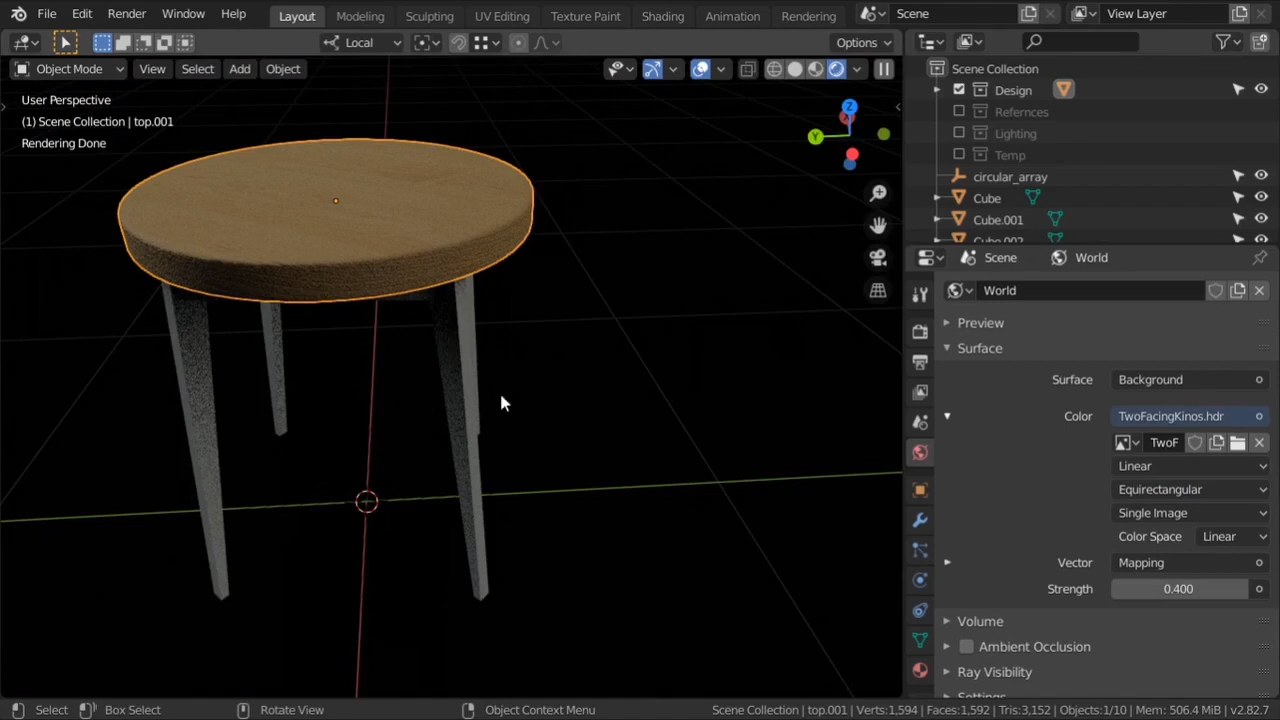 File Edit Render Window Help Layout Modeling Sculpting UV Editing Texture Paint Shading Animation Rendering Scene View Layer
Local Options
Object Mode View Select Add Object
User Perspective
(1) Scene Collection | top.001
Rendering Done
Z
X
Y
Scene Collection
Design
Refernces
Lighting
Temp
circular_array
Cube
Cube.001
Cube.002
Scene World
World
Preview
Surface
Surface Background
Color TwoFacingKinos.hdr
TwoF
Linear
Equirectangular
Single Image
Color Space Linear
Vector Mapping
Strength 0.400
Volume
Ambient Occlusion
Ray Visibility
Settings
Select Box Select Rotate View Object Context Menu Scene Collection | top.001 | Verts:1,594 | Faces:1,592 | Tris:3,152 | Objects:1/10 | Mem: 506.4 MiB | v2.82.7